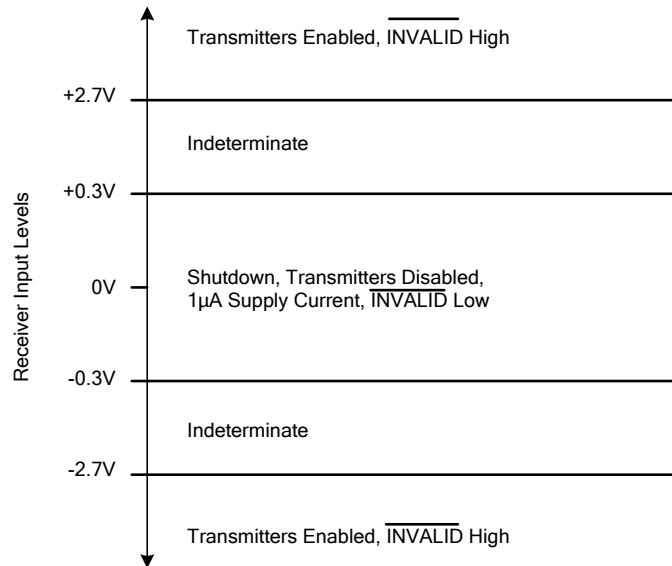 Transmitters Enabled, INVALID High
+2.7V
Indeterminate
+0.3V
Receiver Input Levels
0V
Shutdown, Transmitters Disabled,
1µA Supply Current, INVALID Low
-0.3V
Indeterminate
-2.7V
Transmitters Enabled, INVALID High